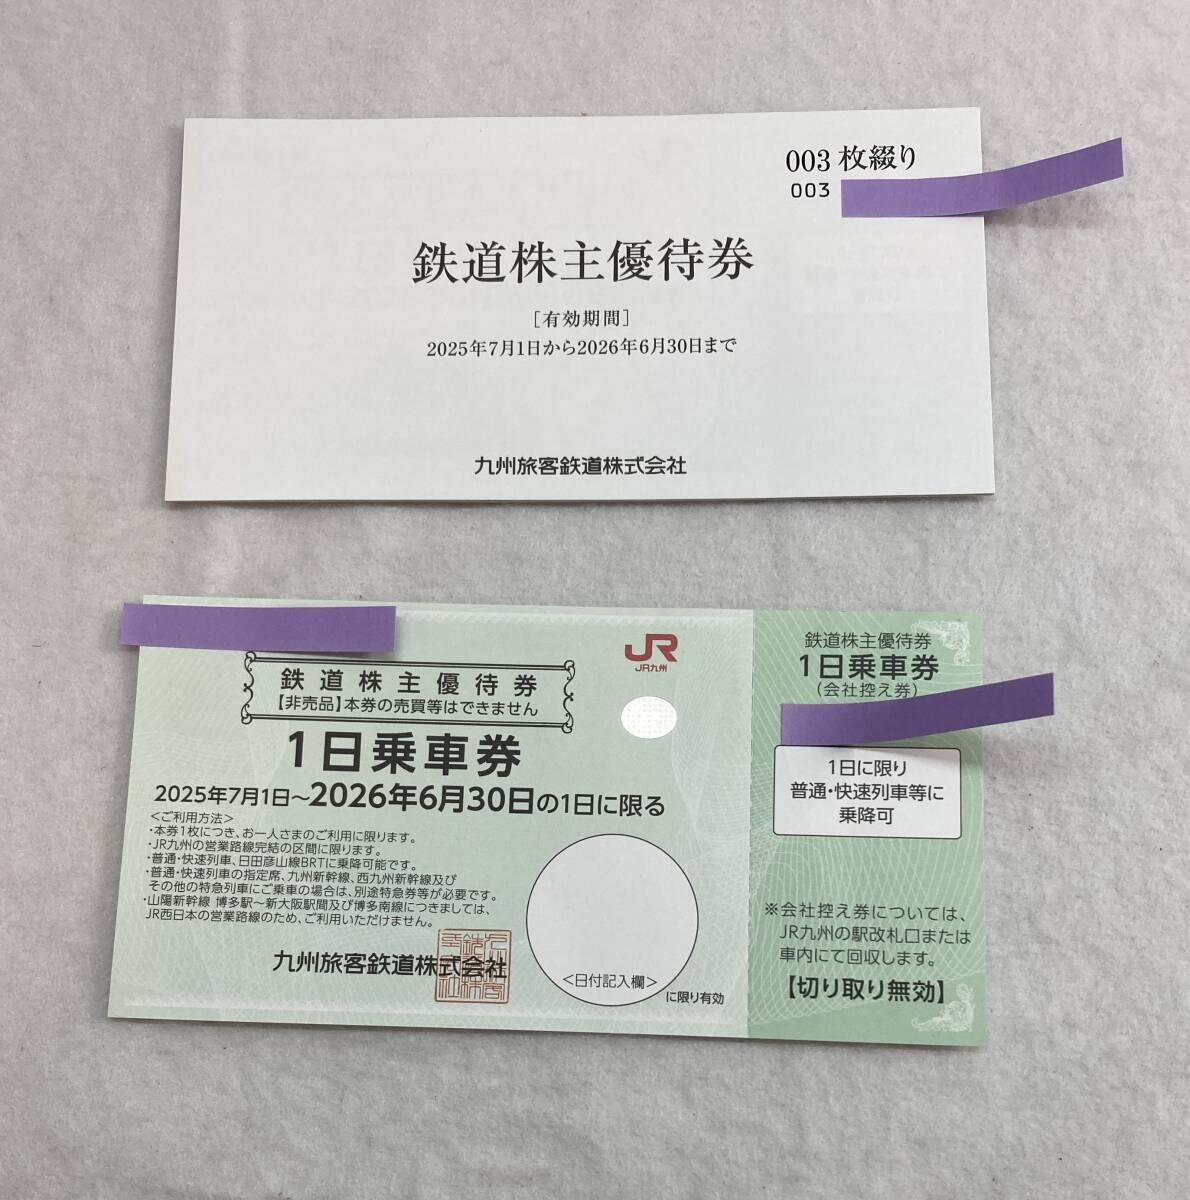 003 枚綴り
003
鉄道株主優待券
［有効期間］
2025年7月1日から2026年6月30日まで
九州旅客鉄道株式会社
JR
JR九州
鉄道株主優待券
【非売品】本券の売買等はできません
1日乗車券
2025年7月1日～2026年6月30日の1日に限る
＜ご利用方法＞
・本券1枚につき、お一人さまのご利用に限ります。
・JR九州の営業路線完結の区間に限ります。
・普通・快速列車、日田彦山線BRTに乗降可能です。
・普通・快速列車の指定席、九州新幹線、西九州新幹線及び
その他の特急列車にご乗車の場合は、別途特急券等が必要です。
・山陽新幹線 博多駅～新大阪駅間及び博多南線につきましては、
JR西日本の営業路線のため、ご利用いただけません。
九州旅客鉄道株式会社
＜日付記入欄＞
に限り有効
鉄道株主優待券
1日乗車券
（会社控え券）
1日に限り
普通・快速列車等に
乗降可
※会社控え券については、
JR九州の駅改札口または
車内にて回収します。
【切り取り無効】